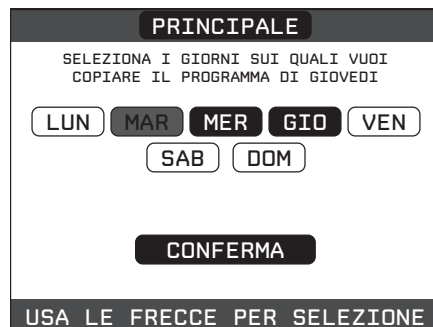 PRINCIPALE
SELEZIONA I GIORNI SUI QUALI VUOI
COPIARE IL PROGRAMMA DI GIOVEDI
LUN MAR MER GIO VEN
SAB DOM
CONFERMA
USA LE FRECCE PER SELEZIONE